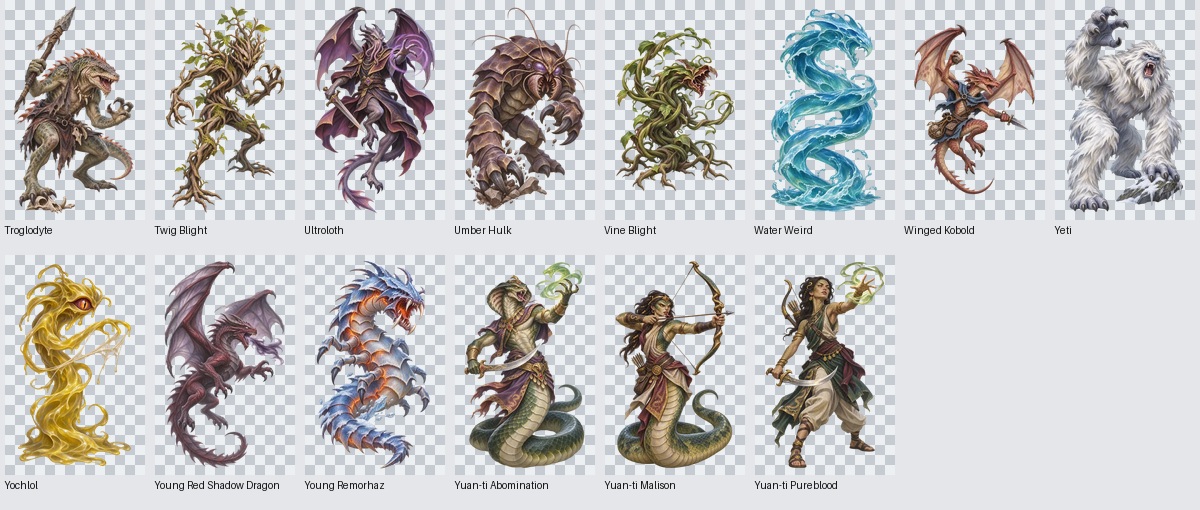 Troglodyte
Twig Blight
Ultroloth
Umber Hulk
Vine Blight
Water Weird
Winged Kobold
Yeti
Yochlol
Young Red Shadow Dragon
Young Remorhaz
Yuan-ti Abomination
Yuan-ti Malison
Yuan-ti Pureblood